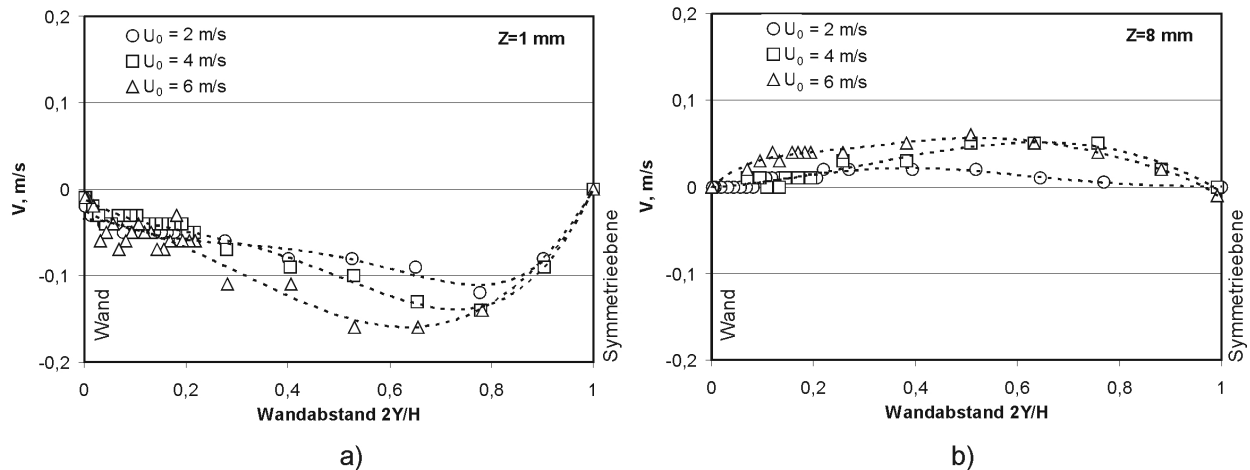 0,2
0,1
0
-0,1
-0,2
V, m/s
U₀ = 2 m/s
U₀ = 4 m/s
U₀ = 6 m/s
Z=1 mm
Wand
Symmetrieebene
0
0,2
0,4
0,6
0,8
1
Wandabstand 2Y/H
a)
0,2
0,1
0
-0,1
-0,2
V, m/s
U₀ = 2 m/s
U₀ = 4 m/s
U₀ = 6 m/s
Z=8 mm
Wand
Symmetrieebene
0
0,2
0,4
0,6
0,8
1
Wandabstand 2Y/H
b)